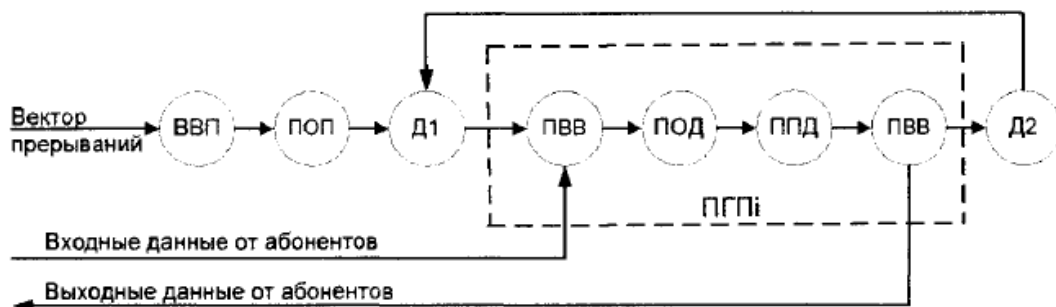 Вектор
прерываний
ВВП
ПОП
Д1
ПВВ
ПОД
ППД
ПВВ
Д2
ПГПi
Входные данные от абонентов
Выходные данные от абонентов